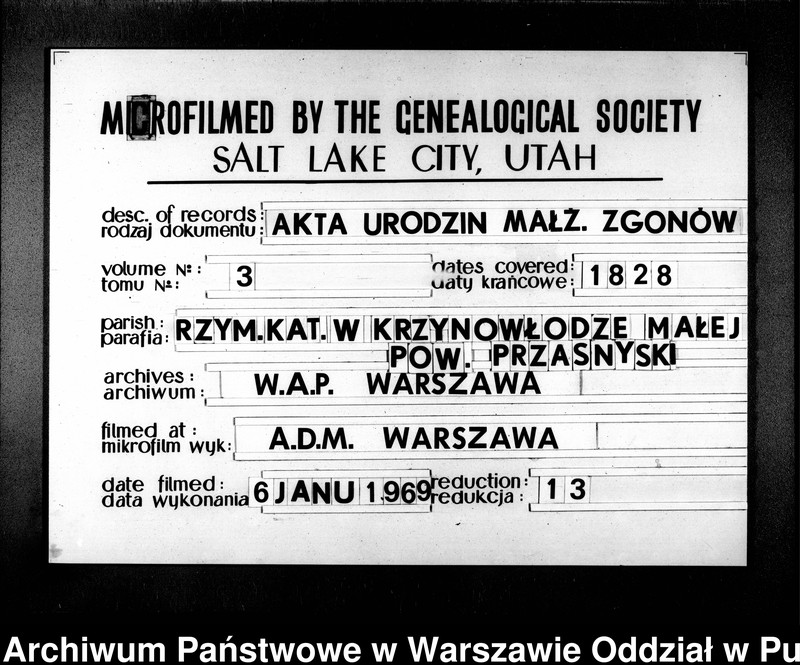 MICROFILMED BY THE GENEALOGICAL SOCIETY
SALT LAKE CITY, UTAH
desc. of records: AKTA URODZIN MAŁŻ. ZGONÓW
rodzaj dokumentu:
volume №: 3 dates covered: 1828
tomu №: daty krańcowe:
parish: RZYM.KAT. W KRZYNOWŁODZE MAŁEJ
parafia: POW. PRZASNYSKI
archives: W.A.P. WARSZAWA
archiwum:
filmed at: A.D.M. WARSZAWA
mikrofilm wyk:
date filmed: 6 JANU 1.969 reduction: 13
data wykonania redukcja:
Archiwum Państwowe w Warszawie Oddział w Pu